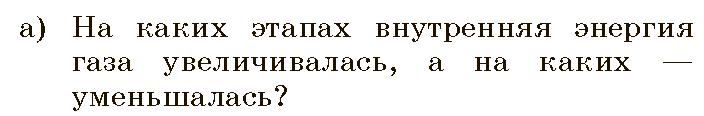 а) На каких этапах внутренняя энергия
газа увеличивалась, а на каких —
уменьшалась?